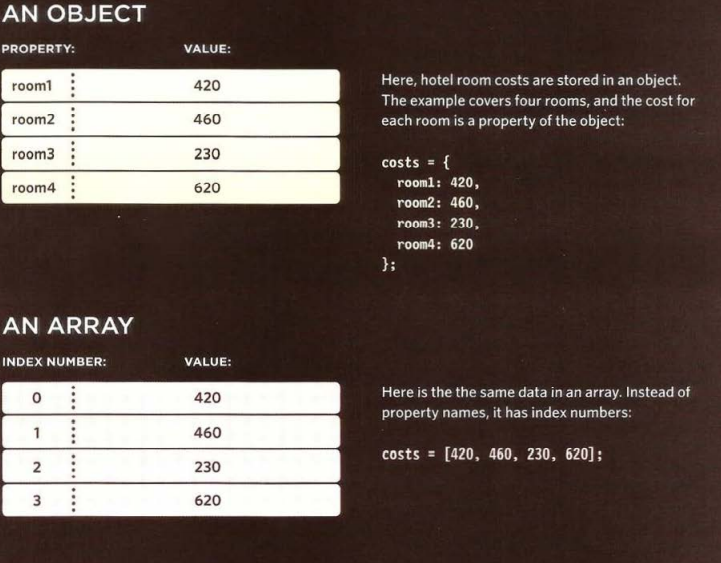 AN OBJECT
PROPERTY: VALUE:
room1 420
room2 460
room3 230
room4 620
Here, hotel room costs are stored in an object.
The example covers four rooms, and the cost for
each room is a property of the object:
costs = {
room1: 420,
room2: 460,
room3: 230,
room4: 620
};
AN ARRAY
INDEX NUMBER: VALUE:
0 420
1 460
2 230
3 620
Here is the the same data in an array. Instead of
property names, it has index numbers:
costs = [420, 460, 230, 620];